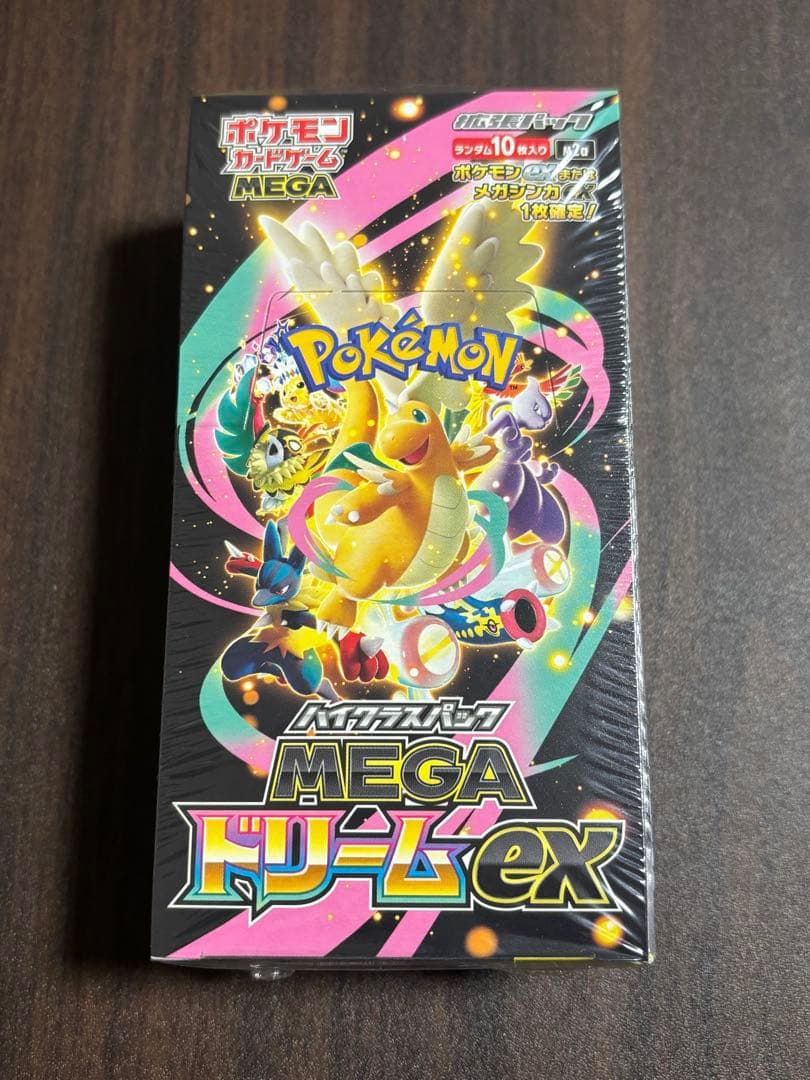 ポケモン
カードゲーム
MEGA
拡張パック
ランダム10枚入り
ポケモンexまたは
メガシンカex
1枚確定!
POKéMON
TM
ハイクラスパック
MEGA
ドリームex